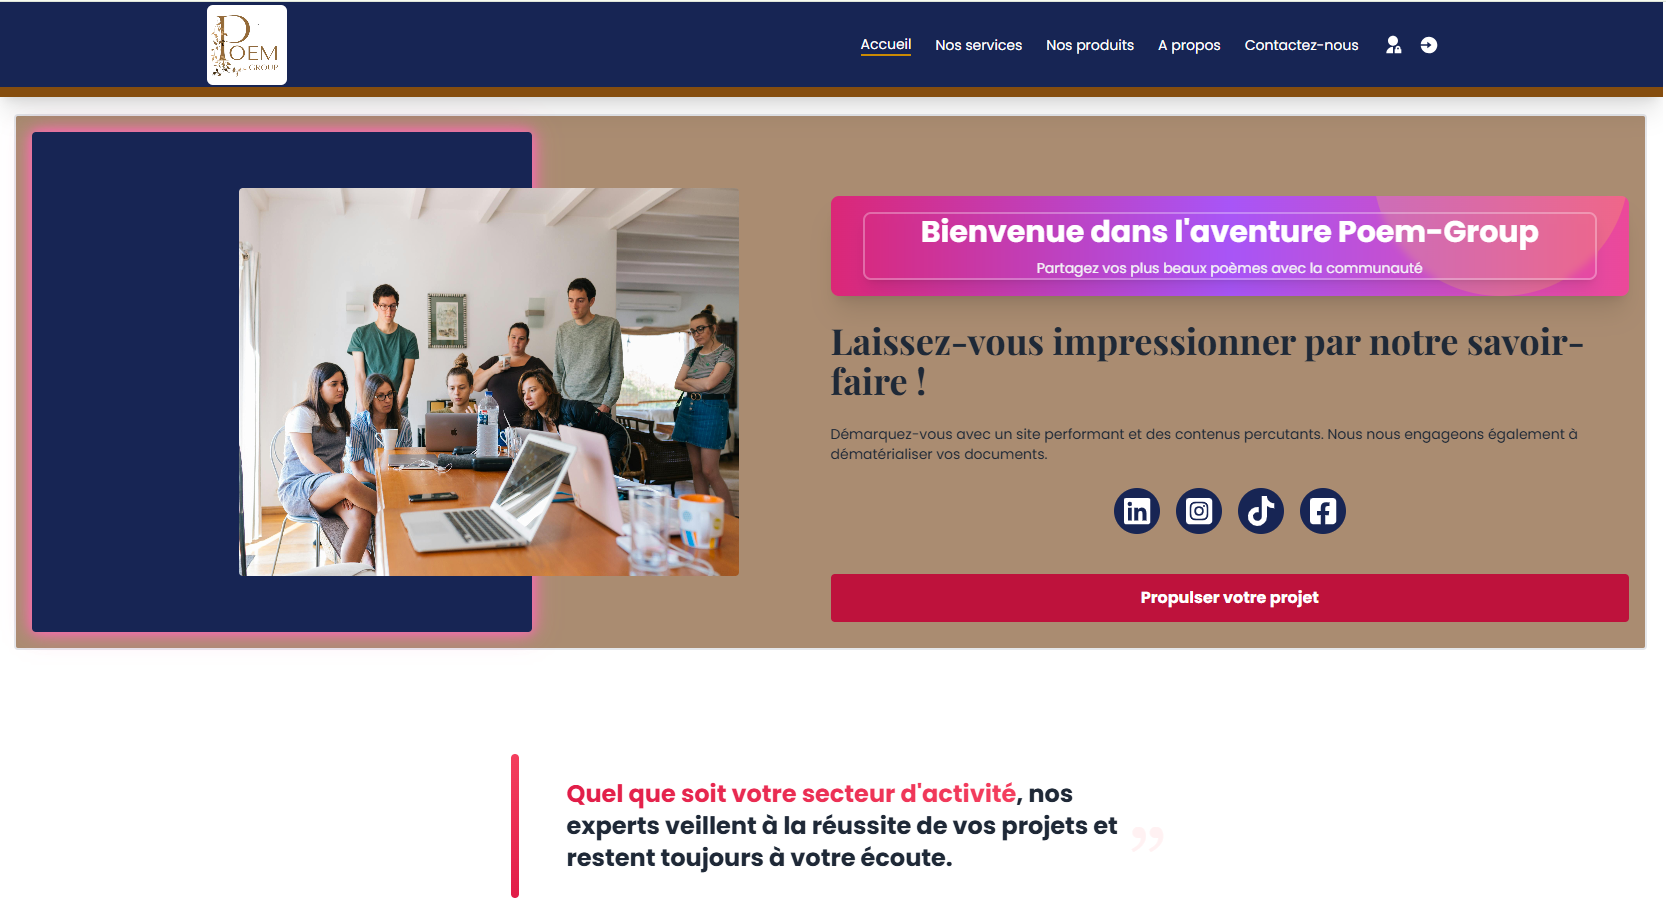 POEM
GROUP
Accueil Nos services Nos produits A propos Contactez-nous
Bienvenue dans l'aventure Poem-Group
Partagez vos plus beaux poèmes avec la communauté
Laissez-vous impressionner par notre savoir-
faire !
Démarquez-vous avec un site performant et des contenus percutants. Nous nous engageons également à
dématérialiser vos documents.
in
Propulser votre projet
Quel que soit votre secteur d'activité, nos
experts veillent à la réussite de vos projets et
restent toujours à votre écoute.
”